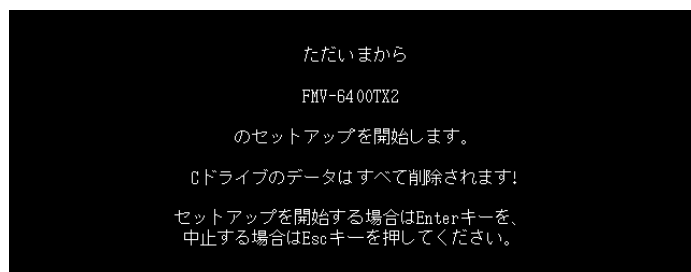 ただいまから
FMV-6400TX2
のセットアップを開始します。
Cドライブのデータはすべて削除されます!
セットアップを開始する場合はEnterキーを、
中止する場合はEscキーを押してください。